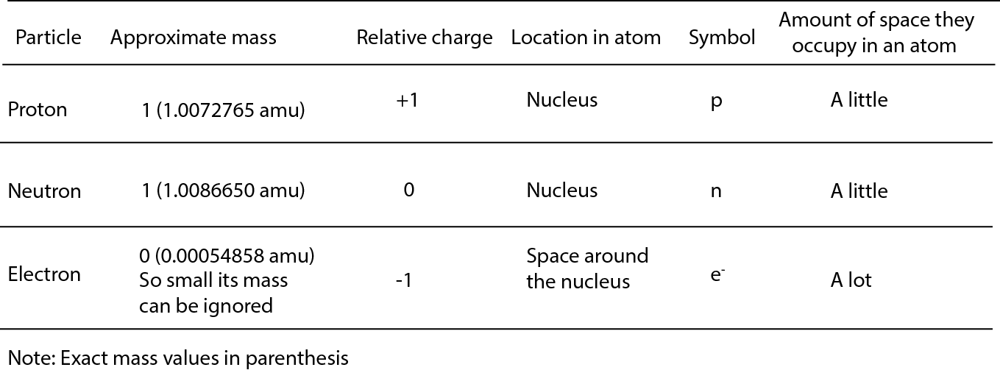 Particle Approximate mass Relative charge Location in atom Symbol Amount of space they occupy in an atom
Proton 1 (1.0072765 amu) +1 Nucleus p A little
Neutron 1 (1.0086650 amu) 0 Nucleus n A little
Electron 0 (0.00054858 amu) So small its mass can be ignored -1 Space around the nucleus e⁻ A lot
Note: Exact mass values in parenthesis